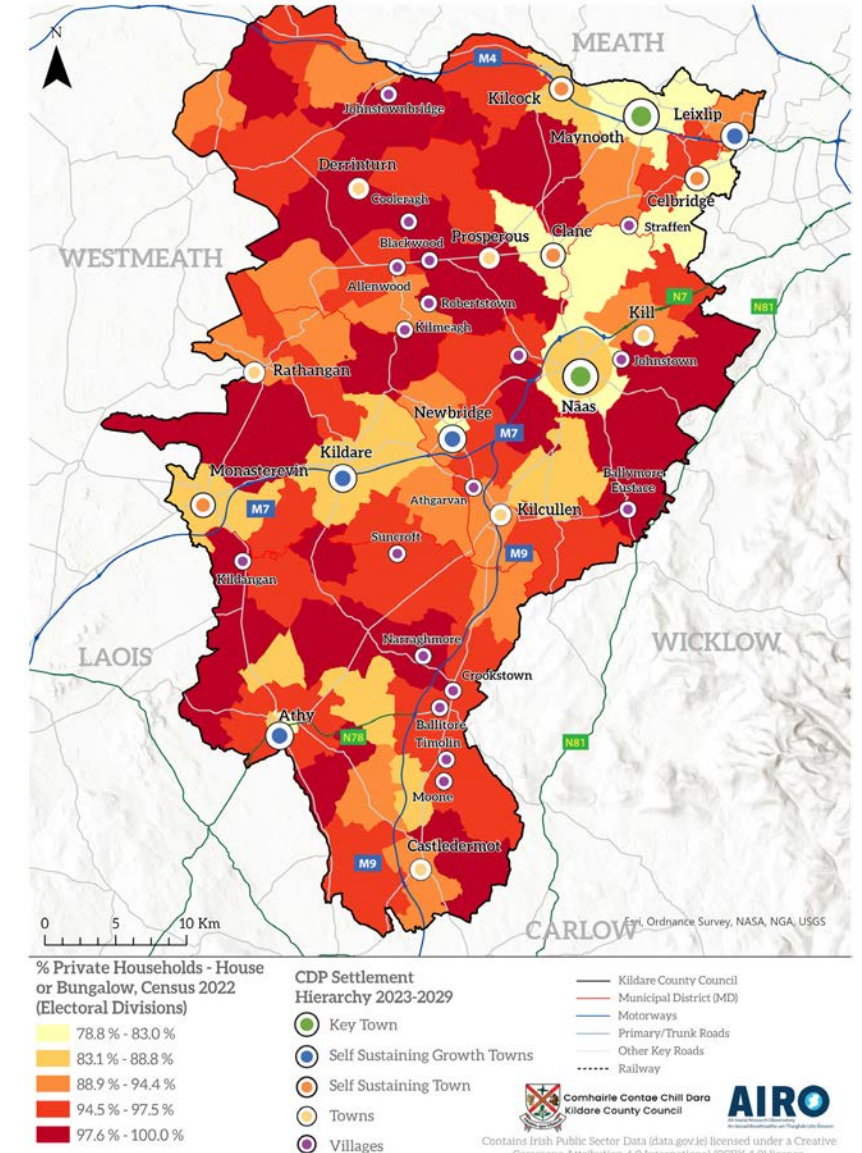 N
MEATH
M4
Kilcock
Leixlip
Johnstownbridge
Maynooth
Derrinturn
Celbridge
Cooleragh
Straffen
WESTMEATH
Blackwood
Prosperous
Clane
Allenwood
N7
N81
Robertstown
Kill
Kilmeagh
Johnstown
Rathangan
Naas
Newbridge
M7
Kildare
Monasterevin
Ballymore
Eustace
Athgarvan
M7
Kilcullen
Suncroft
M9
Kildangan
Narraghmore
WICKLOW
LAOIS
Crookstown
Athy
Ballitore
N78
N81
Timolin
Moone
Castledermot
M9
0 5 10 Km
CARLOW
Esri, Ordnance Survey, NASA, NGA, USGS
% Private Households - House
or Bungalow, Census 2022
(Electoral Divisions)
78.8 % - 83.0 %
83.1 % - 88.8 %
88.9 % - 94.4 %
94.5 % - 97.5 %
97.6 % - 100.0 %
CDP Settlement
Hierarchy 2023-2029
Key Town
Self Sustaining Growth Towns
Self Sustaining Town
Towns
Villages
Kildare County Council
Municipal District (MD)
Motorways
Primary/Trunk Roads
Other Key Roads
Railway
Comhairle Contae Chill Dara
Kildare County Council
AIRO
Contains Irish Public Sector Data (data.gov.ie) licensed under a Creative